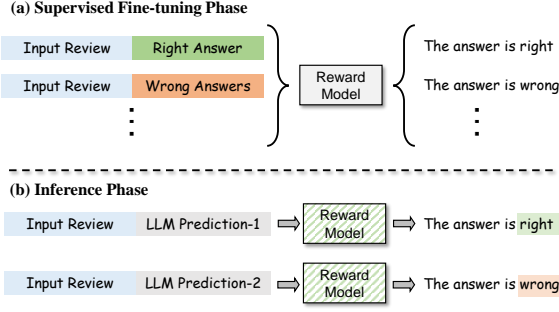 (a) Supervised Fine-tuning Phase
Input Review Right Answer
The answer is right
Input Review Wrong Answers
Reward
Model
The answer is wrong
(b) Inference Phase
Input Review LLM Prediction-1
Reward
Model
The answer is right
Input Review LLM Prediction-2
Reward
Model
The answer is wrong